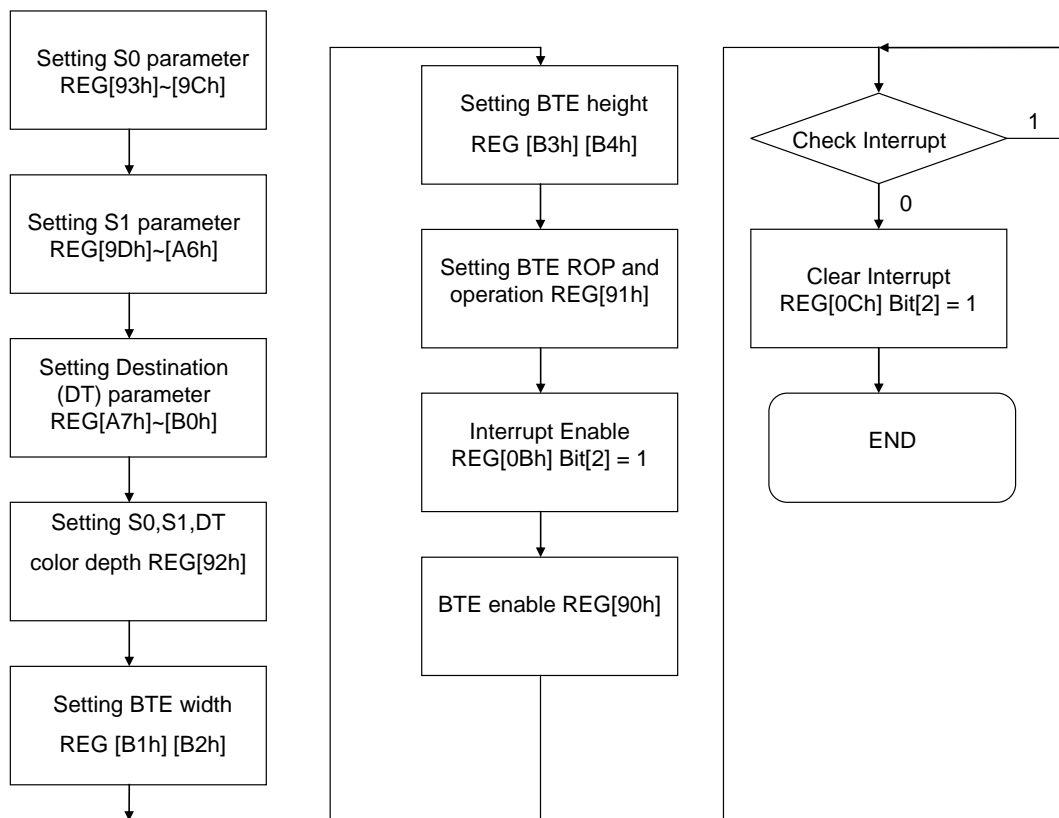 Setting S0 parameter
REG[93h]~[9Ch]
Setting S1 parameter
REG[9Dh]~[A6h]
Setting Destination
(DT) parameter
REG[A7h]~[B0h]
Setting S0,S1,DT
color depth REG[92h]
Setting BTE width
REG [B1h] [B2h]
Setting BTE height
REG [B3h] [B4h]
Setting BTE ROP and
operation REG[91h]
Interrupt Enable
REG[0Bh] Bit[2] = 1
BTE enable REG[90h]
Check Interrupt
1
0
Clear Interrupt
REG[0Ch] Bit[2] = 1
END